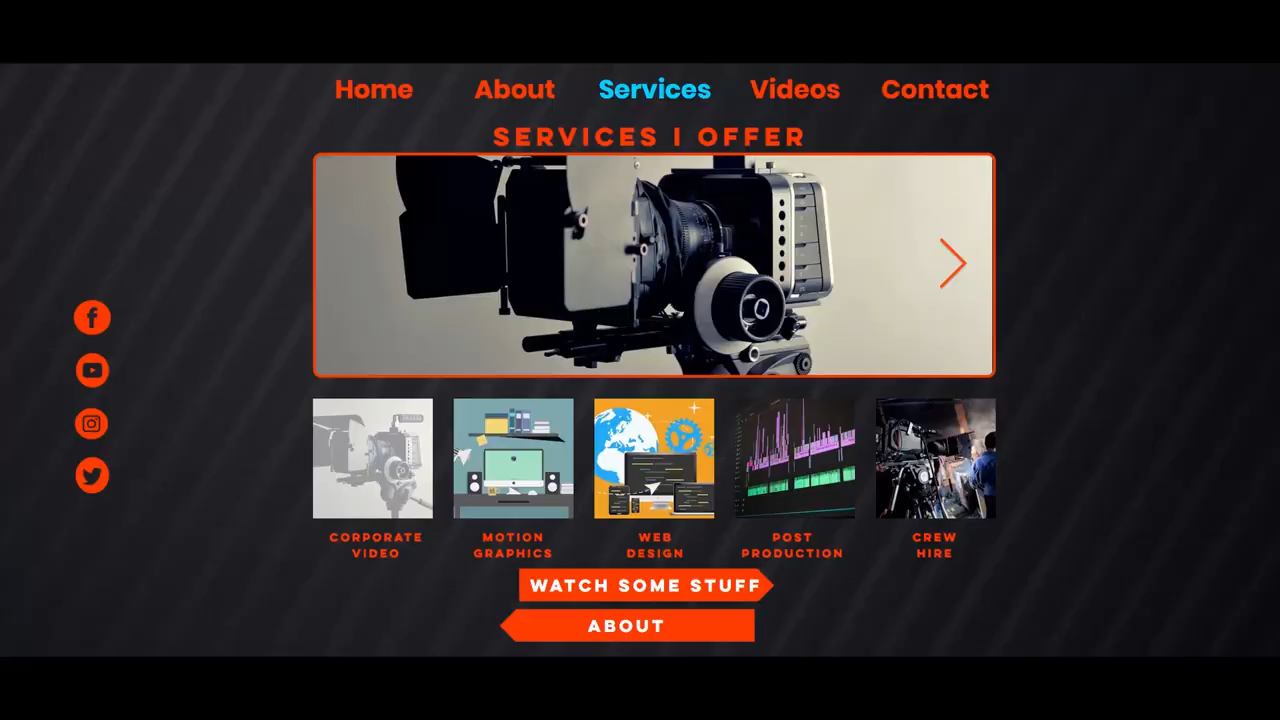 Home About Services Videos Contact
SERVICES I OFFER
CORPORATE VIDEO
MOTION GRAPHICS
WEB DESIGN
POST PRODUCTION
CREW HIRE
WATCH SOME STUFF
ABOUT